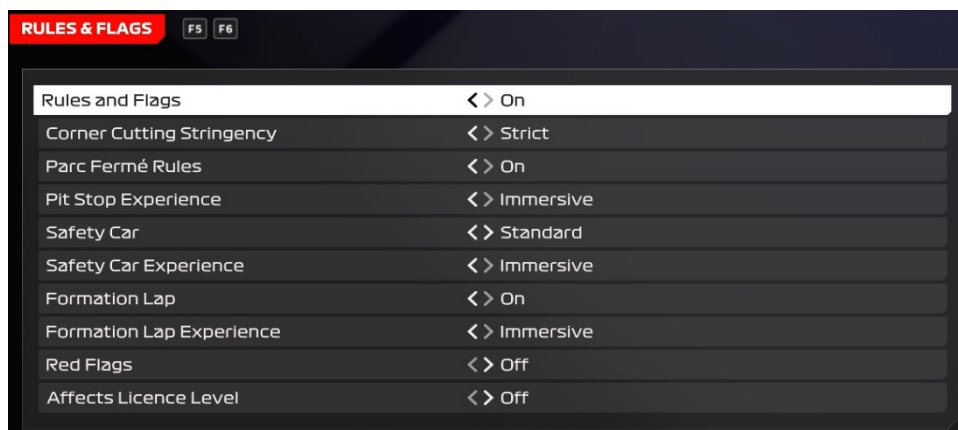 RULES & FLAGS F5 F6
Rules and Flags < > On
Corner Cutting Stringency < > Strict
Parc Fermé Rules < > On
Pit Stop Experience < > Immersive
Safety Car < > Standard
Safety Car Experience < > Immersive
Formation Lap < > On
Formation Lap Experience < > Immersive
Red Flags < > Off
Affects Licence Level < > Off